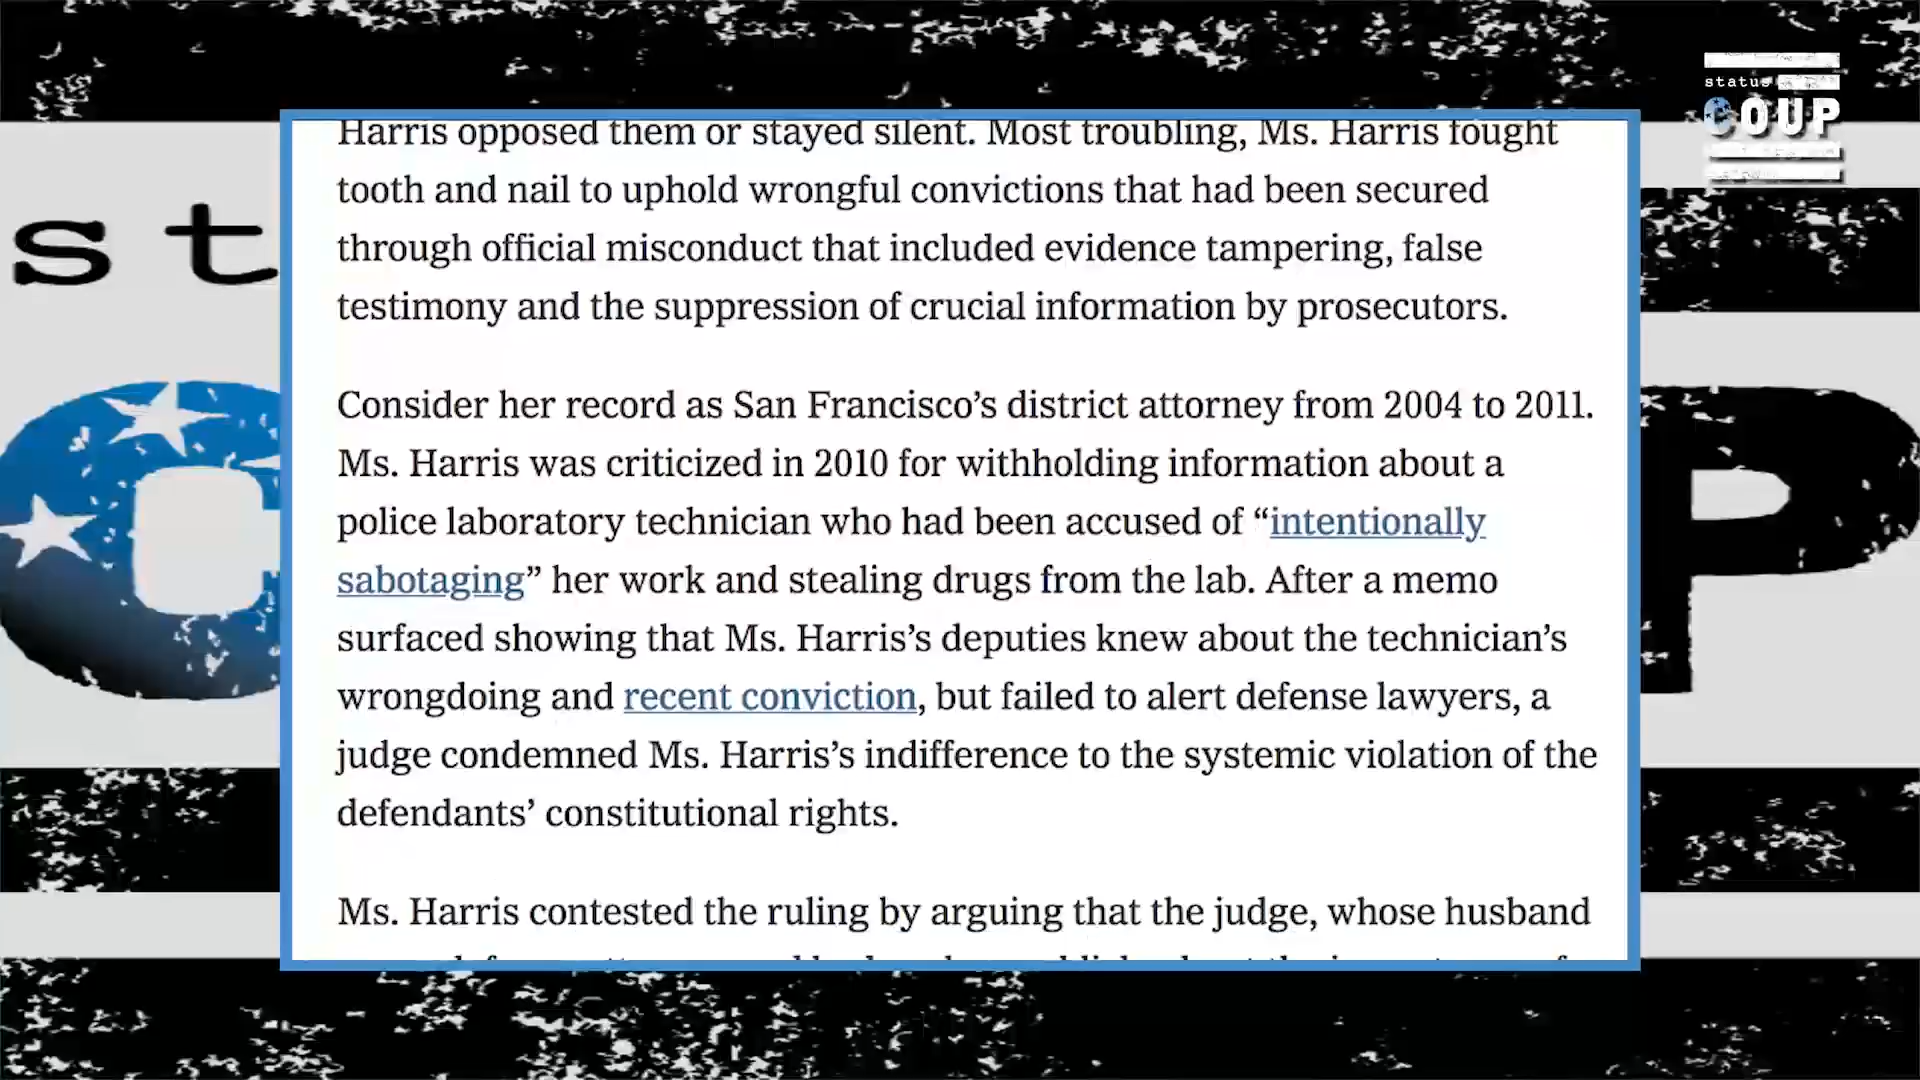 status
COUP
st
C
P
Harris opposed them or stayed silent. Most troubling, Ms. Harris fought
tooth and nail to uphold wrongful convictions that had been secured
through official misconduct that included evidence tampering, false
testimony and the suppression of crucial information by prosecutors.
Consider her record as San Francisco’s district attorney from 2004 to 2011.
Ms. Harris was criticized in 2010 for withholding information about a
police laboratory technician who had been accused of “intentionally
sabotaging” her work and stealing drugs from the lab. After a memo
surfaced showing that Ms. Harris’s deputies knew about the technician’s
wrongdoing and recent conviction, but failed to alert defense lawyers, a
judge condemned Ms. Harris’s indifference to the systemic violation of the
defendants’ constitutional rights.
Ms. Harris contested the ruling by arguing that the judge, whose husband